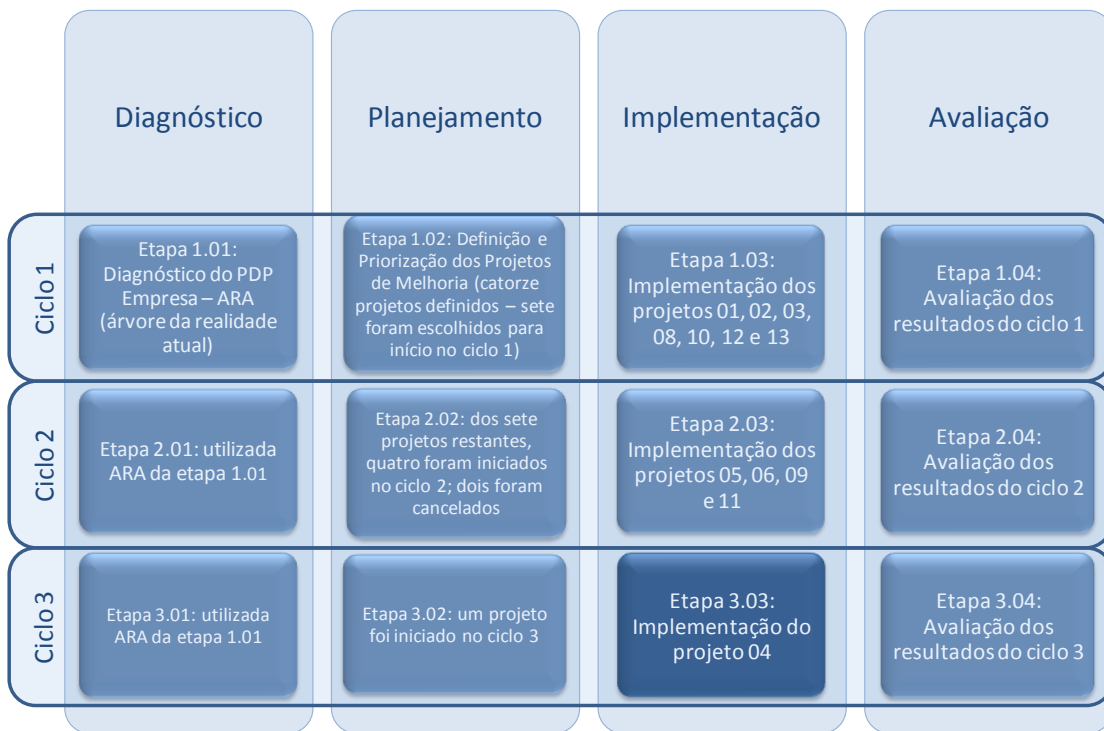 Diagnóstico
Planejamento
Implementação
Avaliação
Ciclo 1
Etapa 1.01:
Diagnóstico do PDP
Empresa – ARA
(árvore da realidade
atual)
Etapa 1.02: Definição e
Priorização dos Projetos
de Melhoria (catorze
projetos definidos – sete
foram escolhidos para
início no ciclo 1)
Etapa 1.03:
Implementação dos
projetos 01, 02, 03,
08, 10, 12 e 13
Etapa 1.04:
Avaliação dos
resultados do ciclo 1
Ciclo 2
Etapa 2.01: utilizada
ARA da etapa 1.01
Etapa 2.02: dos sete
projetos restantes,
quatro foram iniciados
no ciclo 2; dois foram
cancelados
Etapa 2.03:
Implementação dos
projetos 05, 06, 09
e 11
Etapa 2.04:
Avaliação dos
resultados do ciclo 2
Ciclo 3
Etapa 3.01: utilizada
ARA da etapa 1.01
Etapa 3.02: um projeto
foi iniciado no ciclo 3
Etapa 3.03:
Implementação do
projeto 04
Etapa 3.04:
Avaliação dos
resultados do ciclo 3